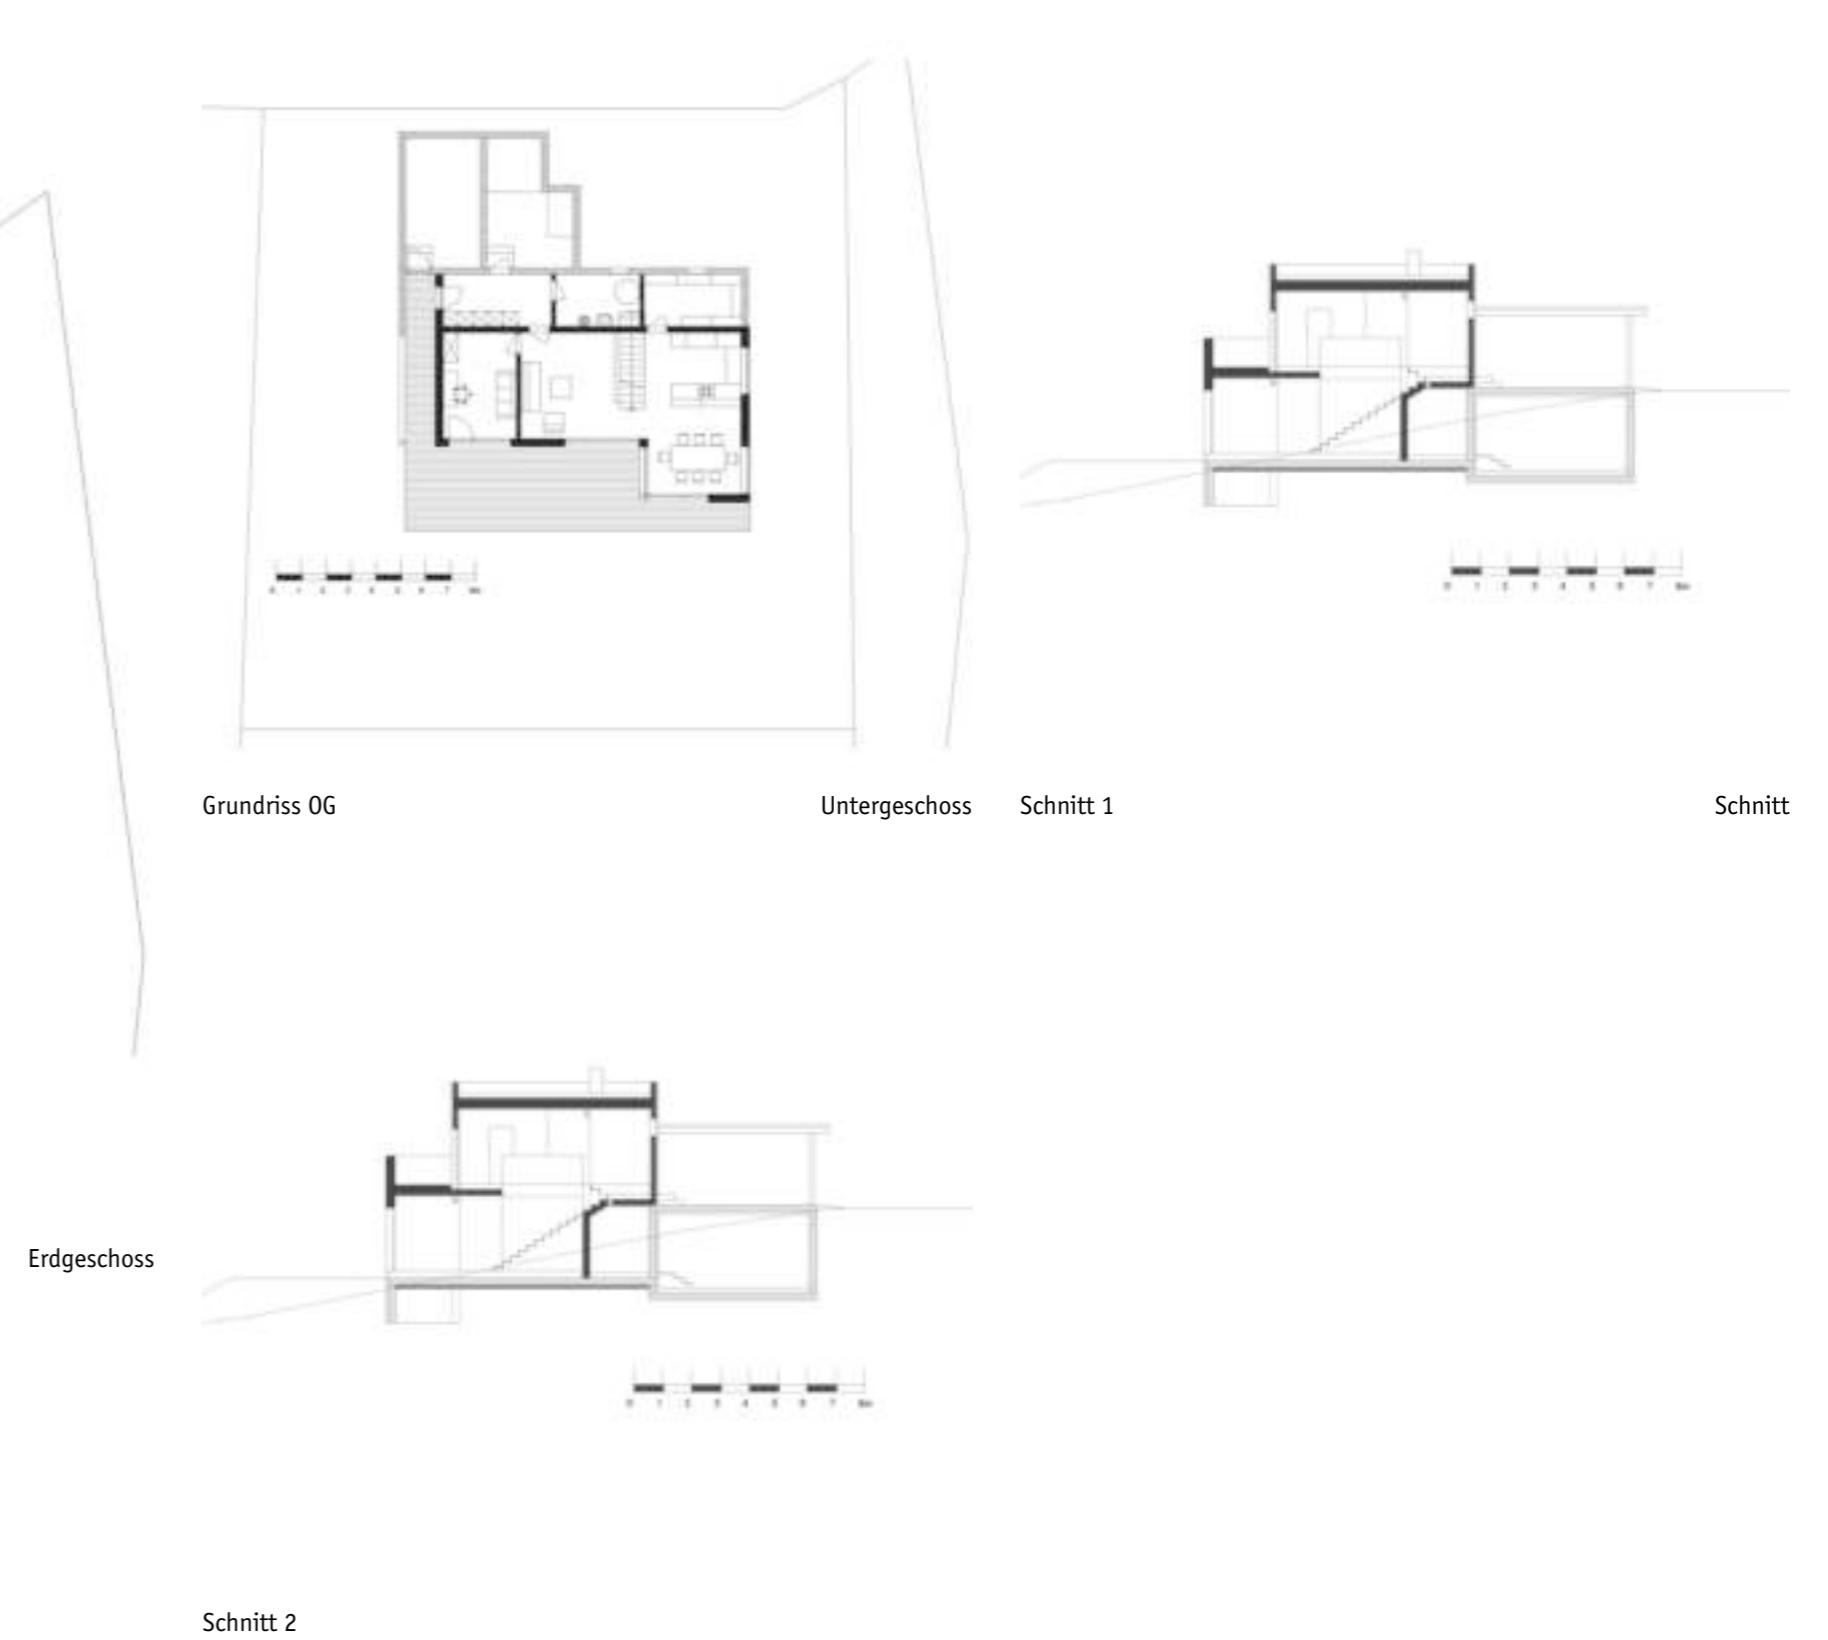 Grundriss OG
Untergeschoss
Schnitt 1
Schnitt
Erdgeschoss
Schnitt 2